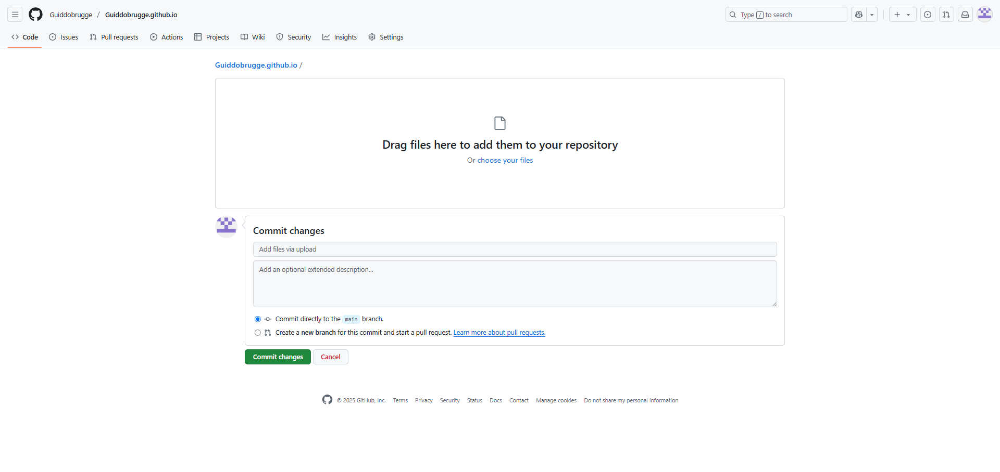 Guiddobrugge / Guiddobrugge.github.io
Type / to search
Code Issues Pull requests Actions Projects Wiki Security Insights Settings
Guiddobrugge.github.io /
Drag files here to add them to your repository
Or choose your files
Commit changes
Add files via upload
Add an optional extended description...
Commit directly to the main branch.
Create a new branch for this commit and start a pull request. Learn more about pull requests.
Commit changes Cancel
© 2025 GitHub, Inc. Terms Privacy Security Status Docs Contact Manage cookies Do not share my personal information